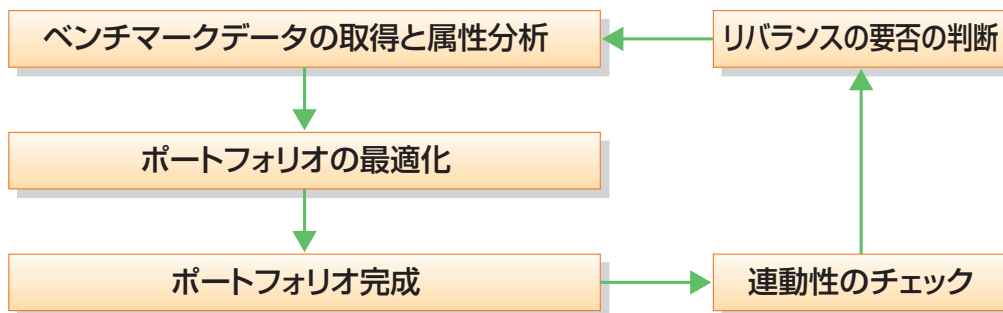 ベンチマークデータの取得と属性分析
リバランスの要否の判断
ポートフォリオの最適化
ポートフォリオ完成
連動性のチェック